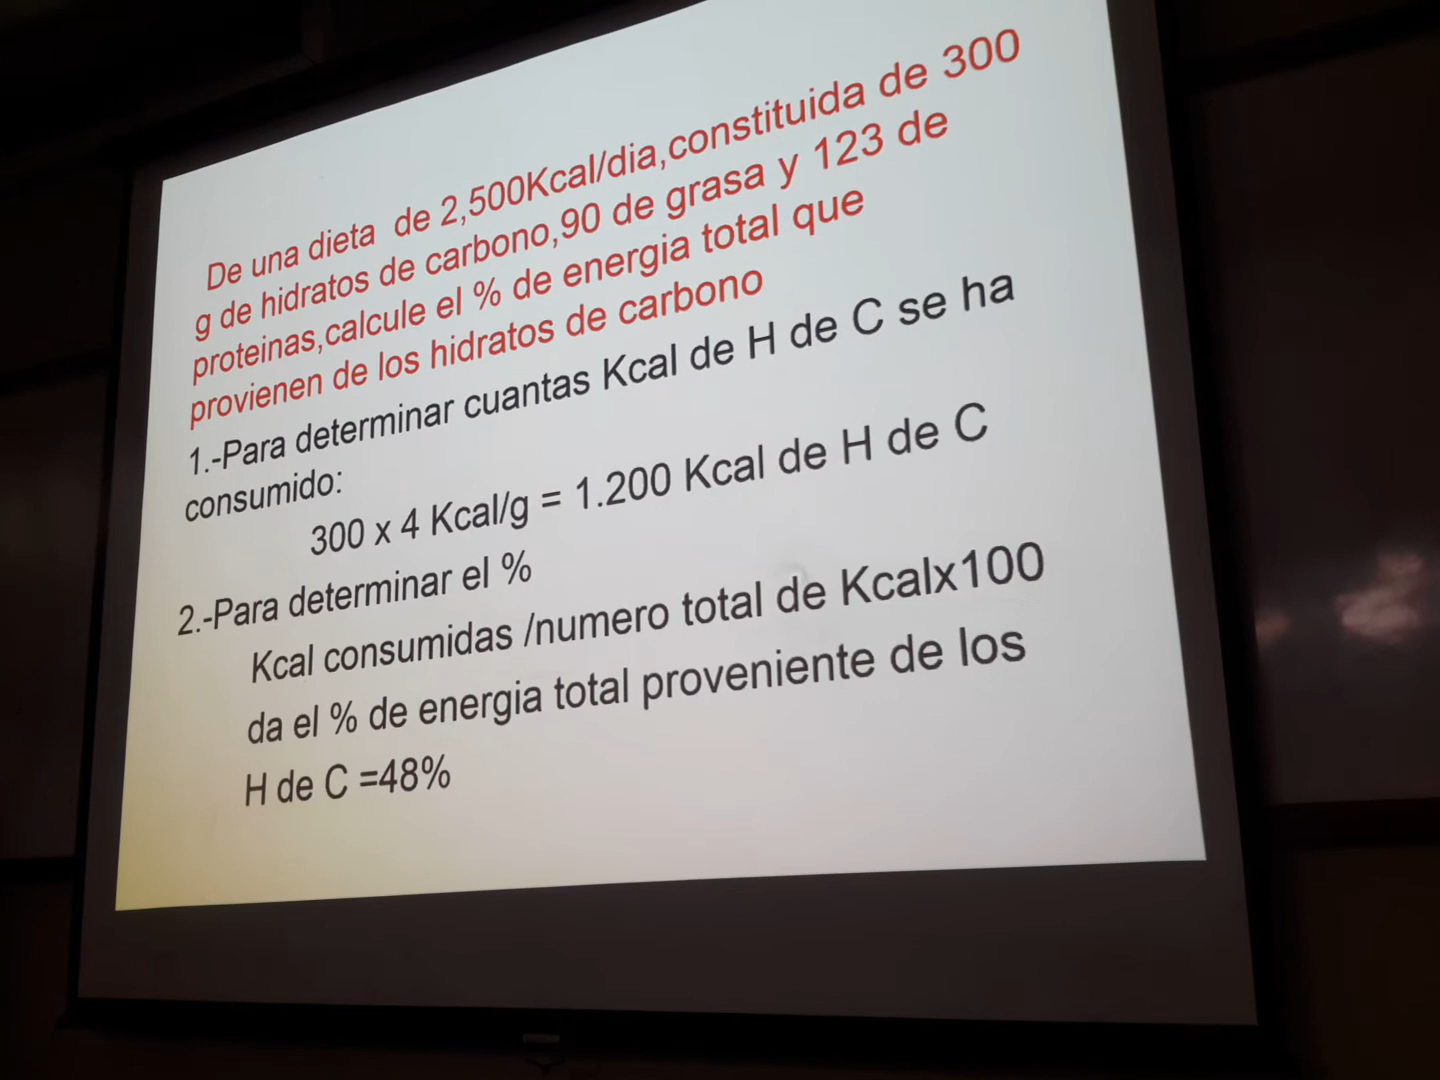 De una dieta de 2,500Kcal/dia,constituida de 300
g de hidratos de carbono,90 de grasa y 123 de
proteinas,calcule el % de energia total que
provienen de los hidratos de carbono
1.-Para determinar cuantas Kcal de H de C se ha
consumido:
300 x 4 Kcal/g = 1.200 Kcal de H de C
2.-Para determinar el %
Kcal consumidas /numero total de Kcalx100
da el % de energia total proveniente de los
H de C =48%